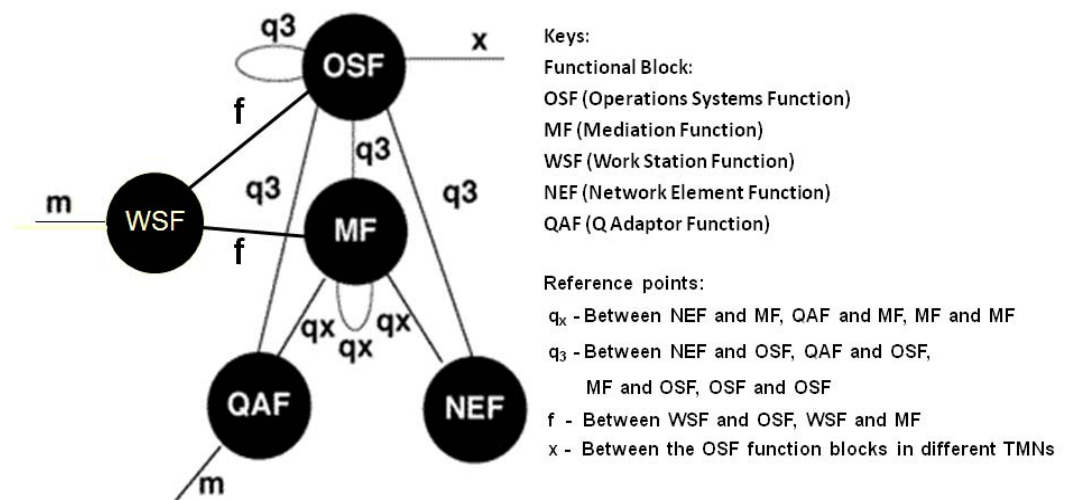 q3
OSF
x
f
q3
q3
q3
m
WSF
MF
f
qx
qx
qx
QAF
NEF
m
Keys:
Functional Block:
OSF (Operations Systems Function)
MF (Mediation Function)
WSF (Work Station Function)
NEF (Network Element Function)
QAF (Q Adaptor Function)
Reference points:
qx - Between NEF and MF, QAF and MF, MF and MF
q3 - Between NEF and OSF, QAF and OSF,
MF and OSF, OSF and OSF
f - Between WSF and OSF, WSF and MF
x - Between the OSF function blocks in different TMNs